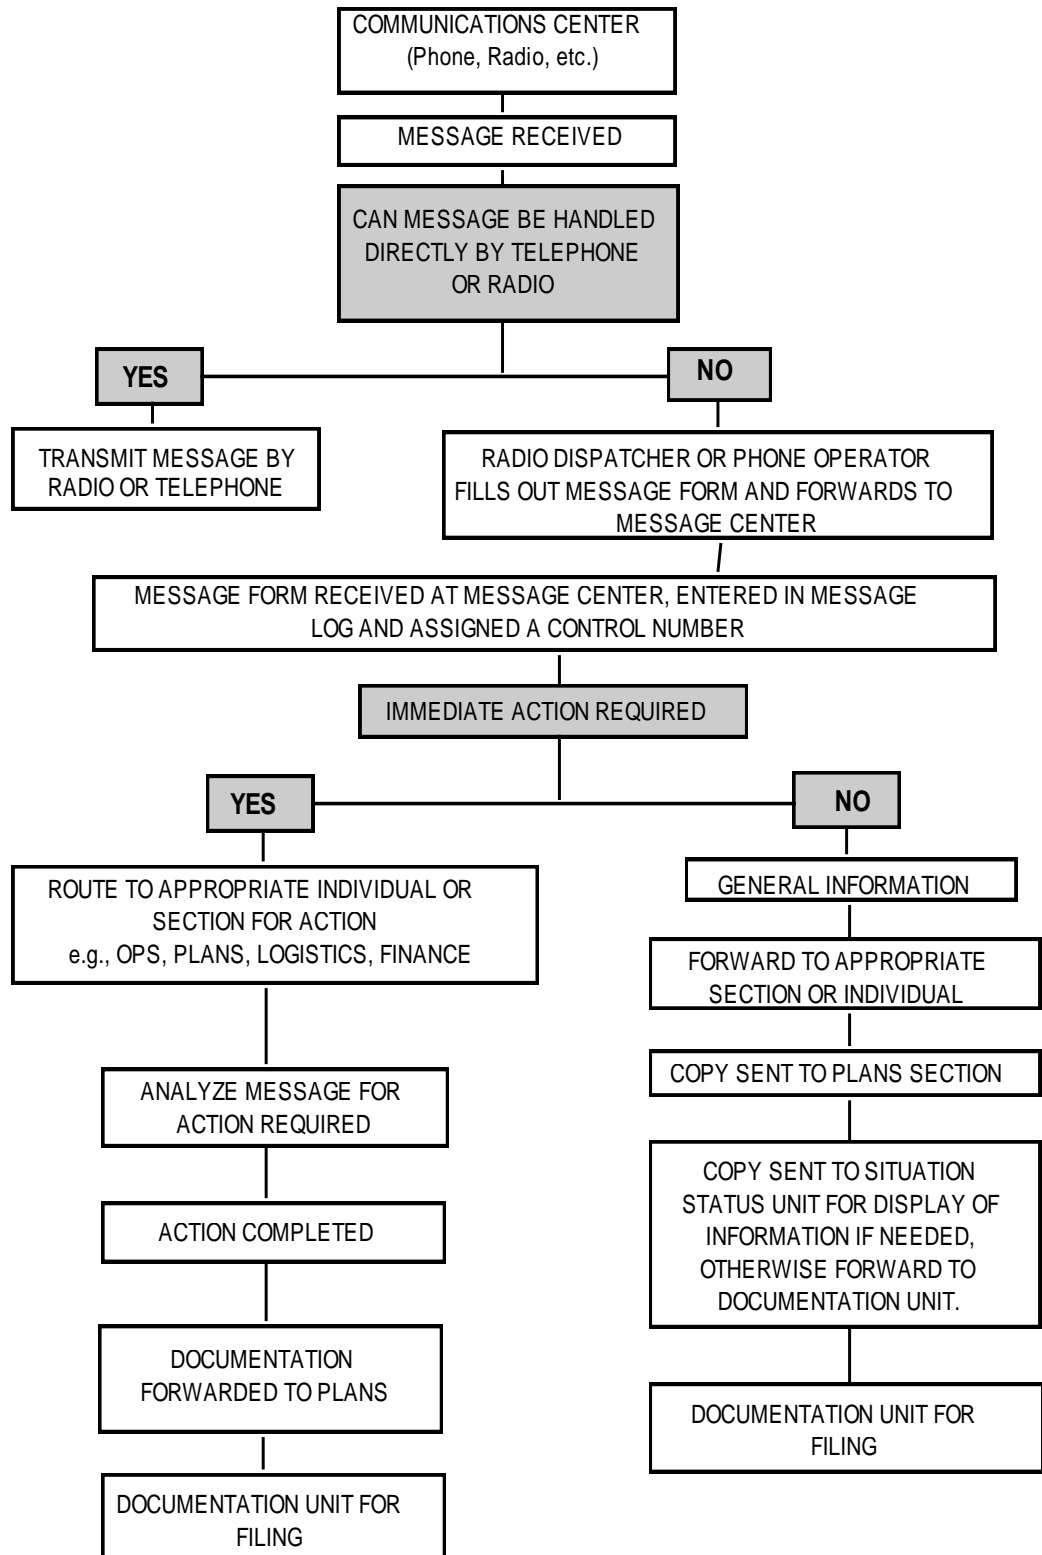 COMMUNICATIONS CENTER
(Phone, Radio, etc.)
MESSAGE RECEIVED
CAN MESSAGE BE HANDLED
DIRECTLY BY TELEPHONE
OR RADIO
YES
NO
TRANSMIT MESSAGE BY
RADIO OR TELEPHONE
RADIO DISPATCHER OR PHONE OPERATOR
FILLS OUT MESSAGE FORM AND FORWARDS TO
MESSAGE CENTER
MESSAGE FORM RECEIVED AT MESSAGE CENTER, ENTERED IN MESSAGE
LOG AND ASSIGNED A CONTROL NUMBER
IMMEDIATE ACTION REQUIRED
YES
NO
ROUTE TO APPROPRIATE INDIVIDUAL OR
SECTION FOR ACTION
e.g., OPS, PLANS, LOGISTICS, FINANCE
ANALYZE MESSAGE FOR
ACTION REQUIRED
ACTION COMPLETED
DOCUMENTATION
FORWARDED TO PLANS
DOCUMENTATION UNIT FOR
FILING
GENERAL INFORMATION
FORWARD TO APPROPRIATE
SECTION OR INDIVIDUAL
COPY SENT TO PLANS SECTION
COPY SENT TO SITUATION
STATUS UNIT FOR DISPLAY OF
INFORMATION IF NEEDED,
OTHERWISE FORWARD TO
DOCUMENTATION UNIT.
DOCUMENTATION UNIT FOR
FILING